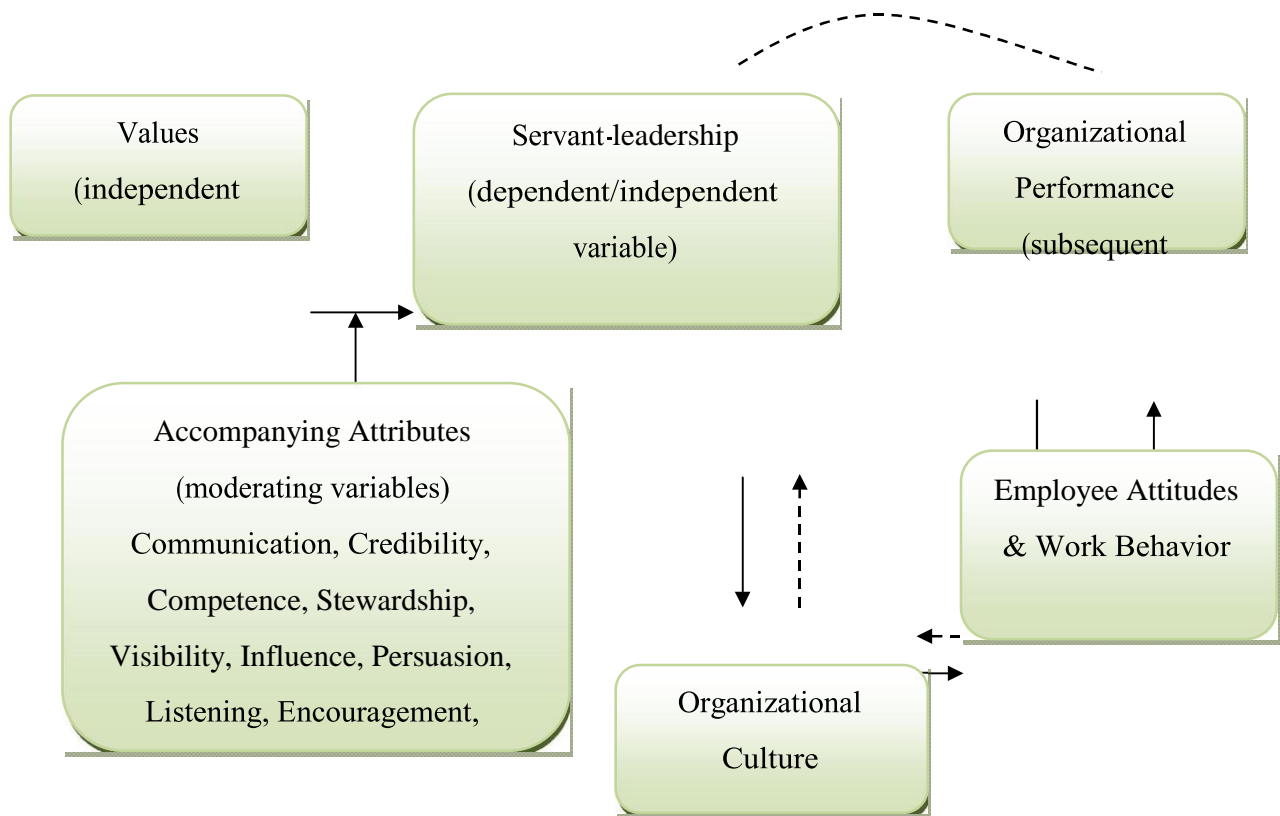 Values
(independent
Servant-leadership
(dependent/independent
variable)
Organizational
Performance
(subsequent
Accompanying Attributes
(moderating variables)
Communication, Credibility,
Competence, Stewardship,
Visibility, Influence, Persuasion,
Listening, Encouragement,
Employee Attitudes
& Work Behavior
Organizational
Culture